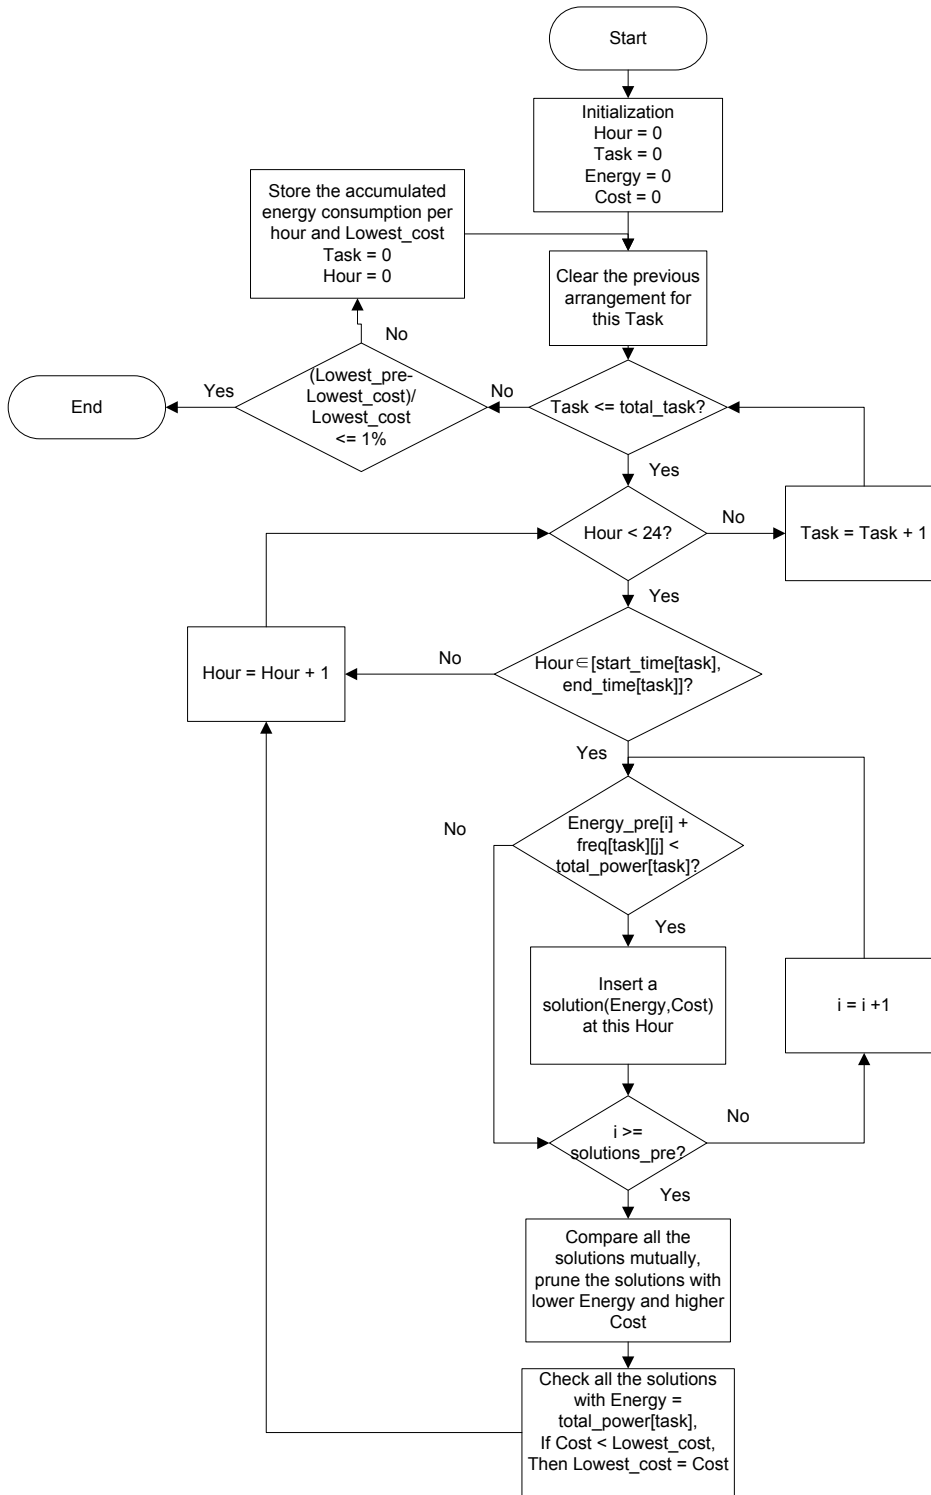 Start
Initialization
Hour = 0
Task = 0
Energy = 0
Cost = 0
Store the accumulated
energy consumption per
hour and Lowest_cost
Task = 0
Hour = 0
Clear the previous
arrangement for
this Task
No
(Lowest_pre-
Lowest_cost)/
Lowest_cost
<= 1%
Yes
End
No
Task <= total_task?
Yes
Hour < 24?
No
Task = Task + 1
Yes
Hour∈[start_time[task],
end_time[task]]?
No
Hour = Hour + 1
Yes
Energy_pre[i] +
freq[task][j] <
total_power[task]?
No
Yes
Insert a
solution(Energy,Cost)
at this Hour
i = i +1
i >=
solutions_pre?
No
Yes
Compare all the
solutions mutually,
prune the solutions with
lower Energy and higher
Cost
Check all the solutions
with Energy =
total_power[task],
If Cost < Lowest_cost,
Then Lowest_cost = Cost